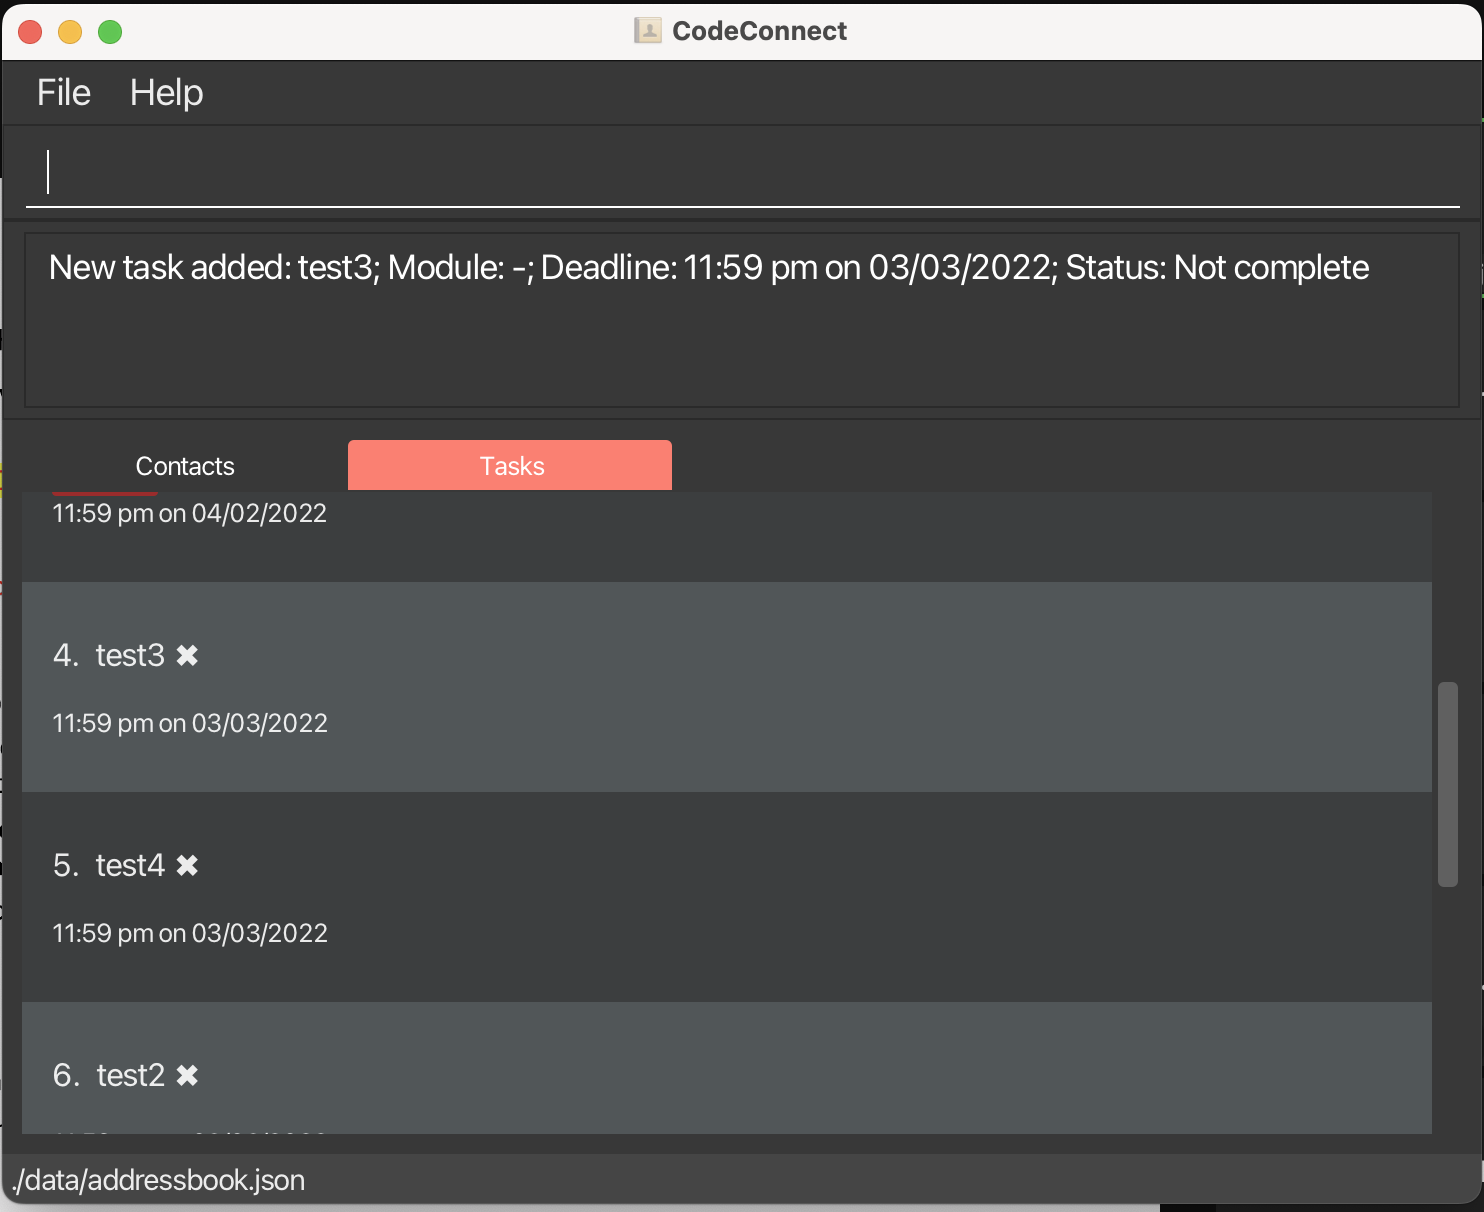 CodeConnect
File Help
New task added: test3; Module: -; Deadline: 11:59 pm on 03/03/2022; Status: Not complete
Contacts Tasks
11:59 pm on 04/02/2022
4. test3 ✖
11:59 pm on 03/03/2022
5. test4 ✖
11:59 pm on 03/03/2022
6. test2 ✖
./data/addressbook.json